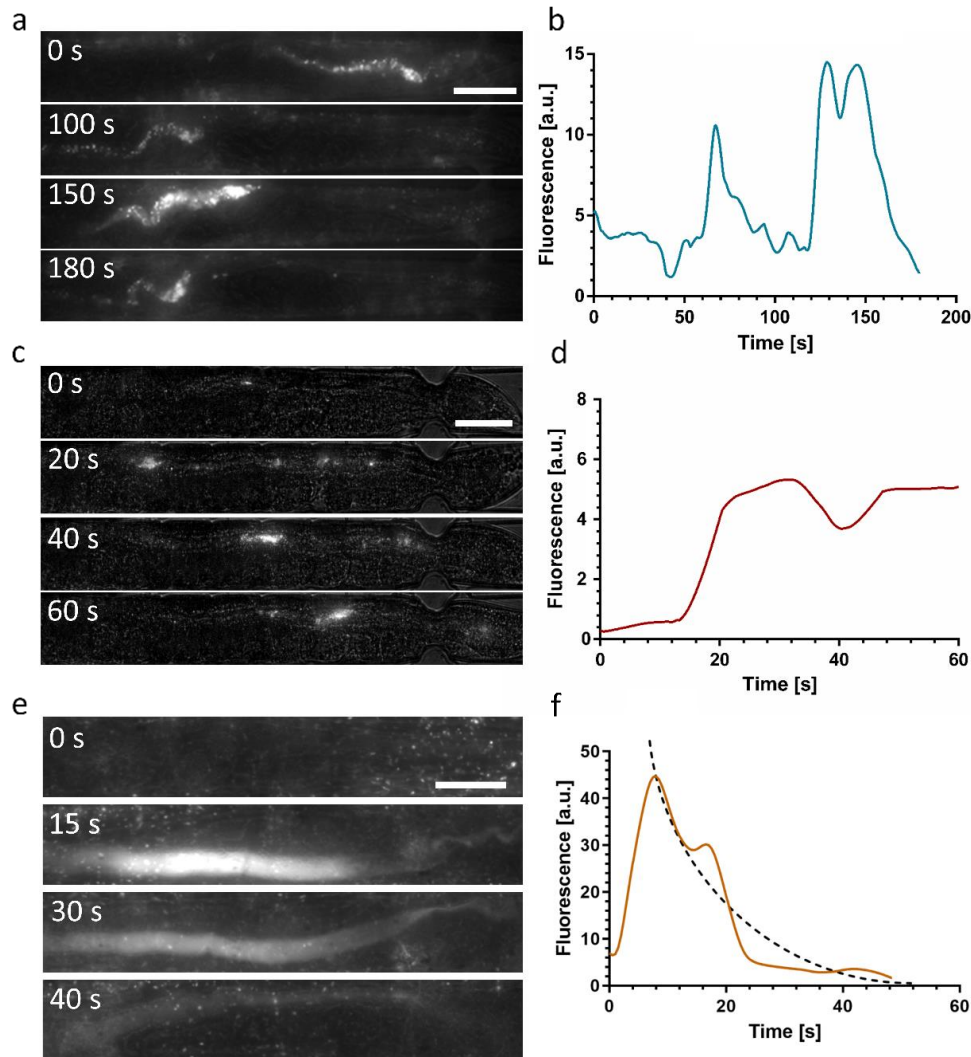 a
0 s
100 s
150 s
180 s
b
Fluorescence [a.u.]
15
10
5
0
0 50 100 150 200
Time [s]
c
0 s
20 s
40 s
60 s
d
Fluorescence [a.u.]
8
6
4
2
0
0 20 40 60
Time [s]
e
0 s
15 s
30 s
40 s
f
Fluorescence [a.u.]
50
40
30
20
10
0
0 20 40 60
Time [s]